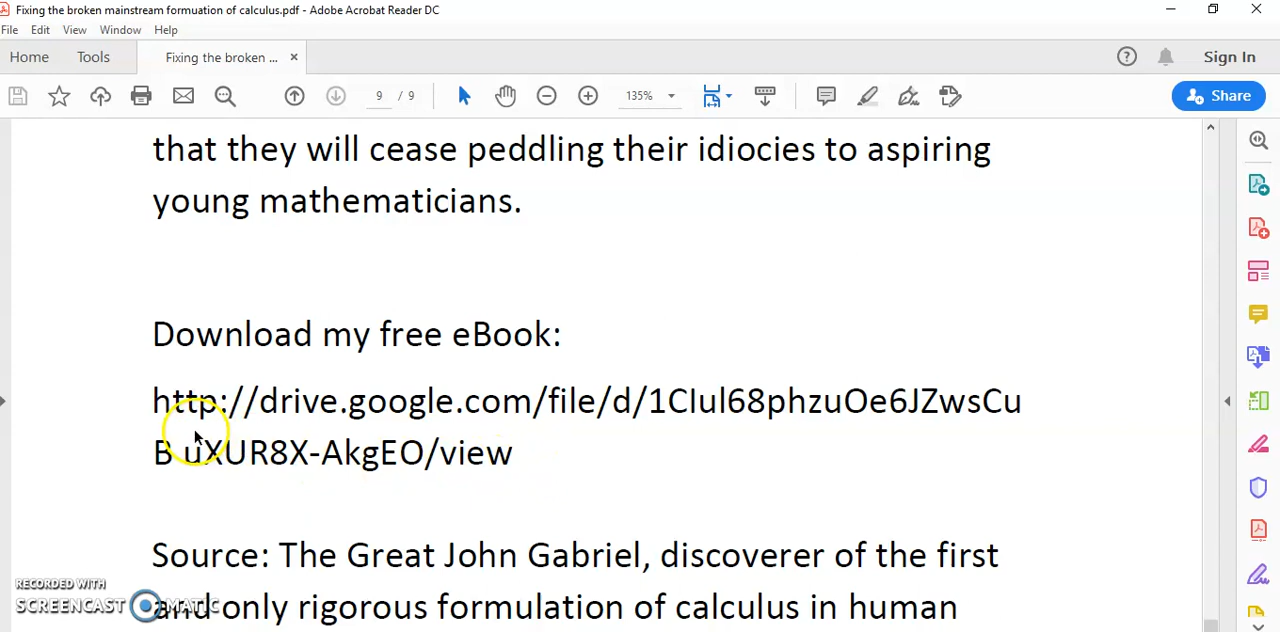 Fixing the broken mainstream formuation of calculus.pdf - Adobe Acrobat Reader DC
File Edit View Window Help
Home Tools Fixing the broken ... × Sign In
9 / 9 135% Share
that they will cease peddling their idiocies to aspiring
young mathematicians.
Download my free eBook:
http://drive.google.com/file/d/1CIul68phzuOe6JZwsCu
uXUR8X-AkgEO/view
Source: The Great John Gabriel, discoverer of the first
and only rigorous formulation of calculus in human
RECORDED WITH
SCREENCAST MATIC